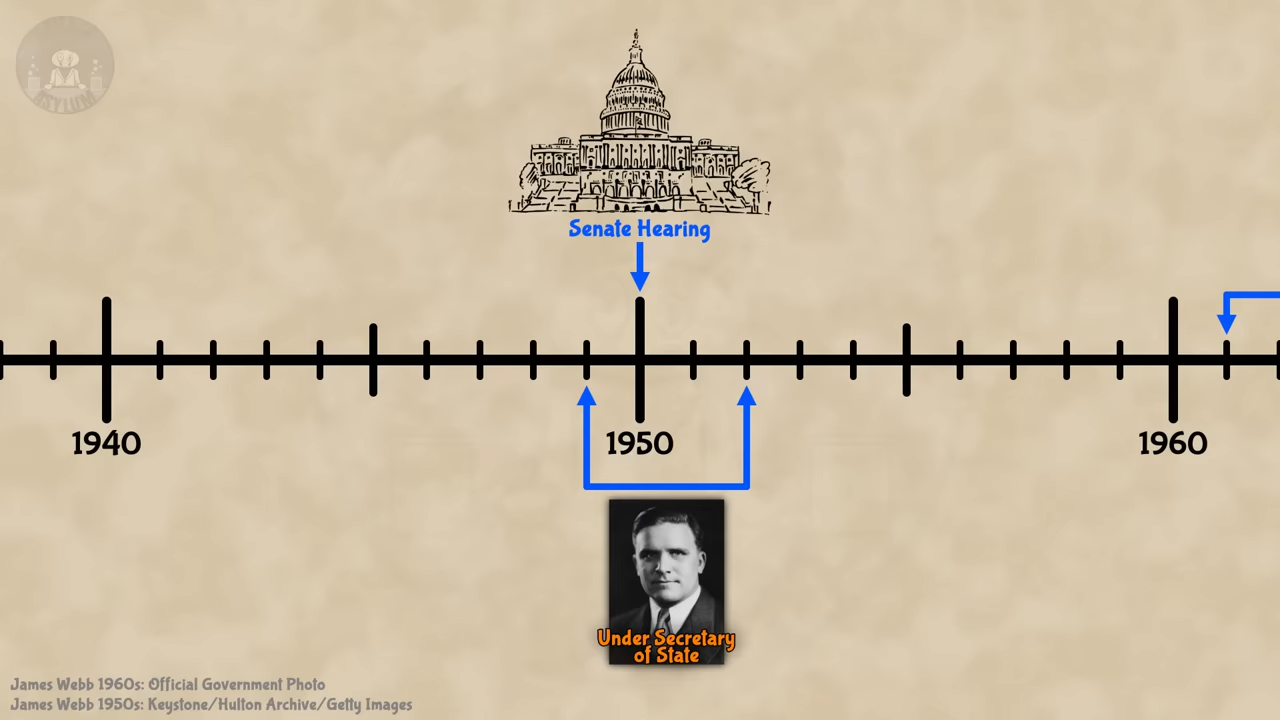 ASYLUM
Senate Hearing
1940
1950
1960
Under Secretary
of State
James Webb 1960s: Official Government Photo
James Webb 1950s: Keystone/Hulton Archive/Getty Images